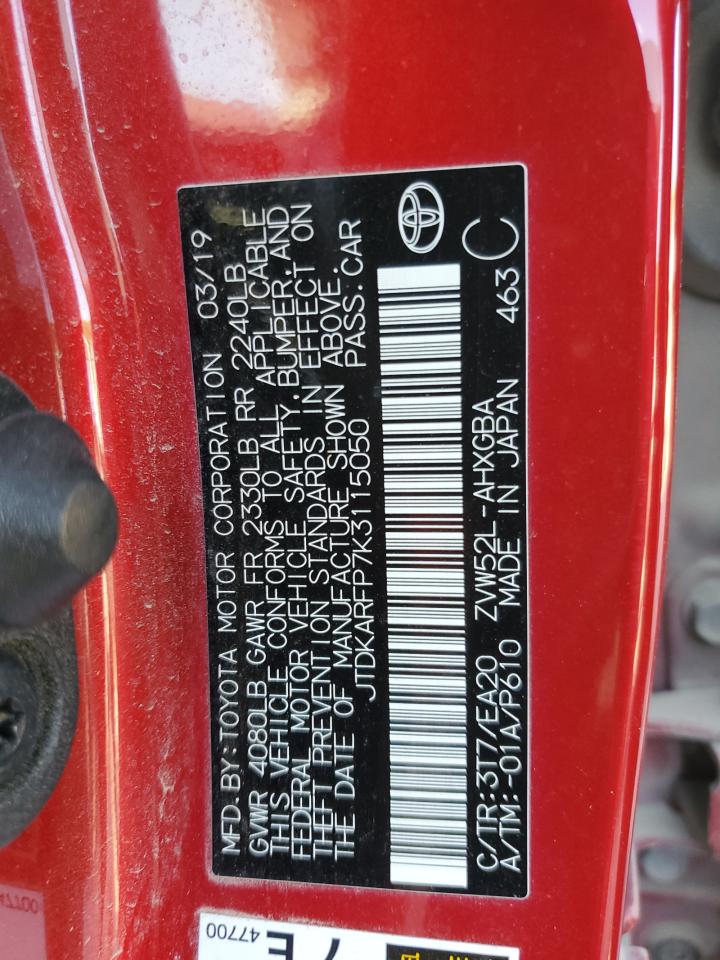 MFD. BY: TOYOTA MOTOR CORPORATION 03/19
GVWR 4080LB GAWR FR 2330LB RR 2240LB
THIS VEHICLE CONFORMS TO ALL APPLICABLE
FEDERAL MOTOR VEHICLE SAFETY, BUMPER, AND
THEFT PREVENTION STANDARDS IN EFFECT ON
THE DATE OF MANUFACTURE SHOWN ABOVE.
JTDKARFP7K3115050 PASS. CAR
C/TR: 3T7/EA20 ZVW52L-AHXGBA
A/TM: -01A/P610 MADE IN JAPAN 463 C
47700